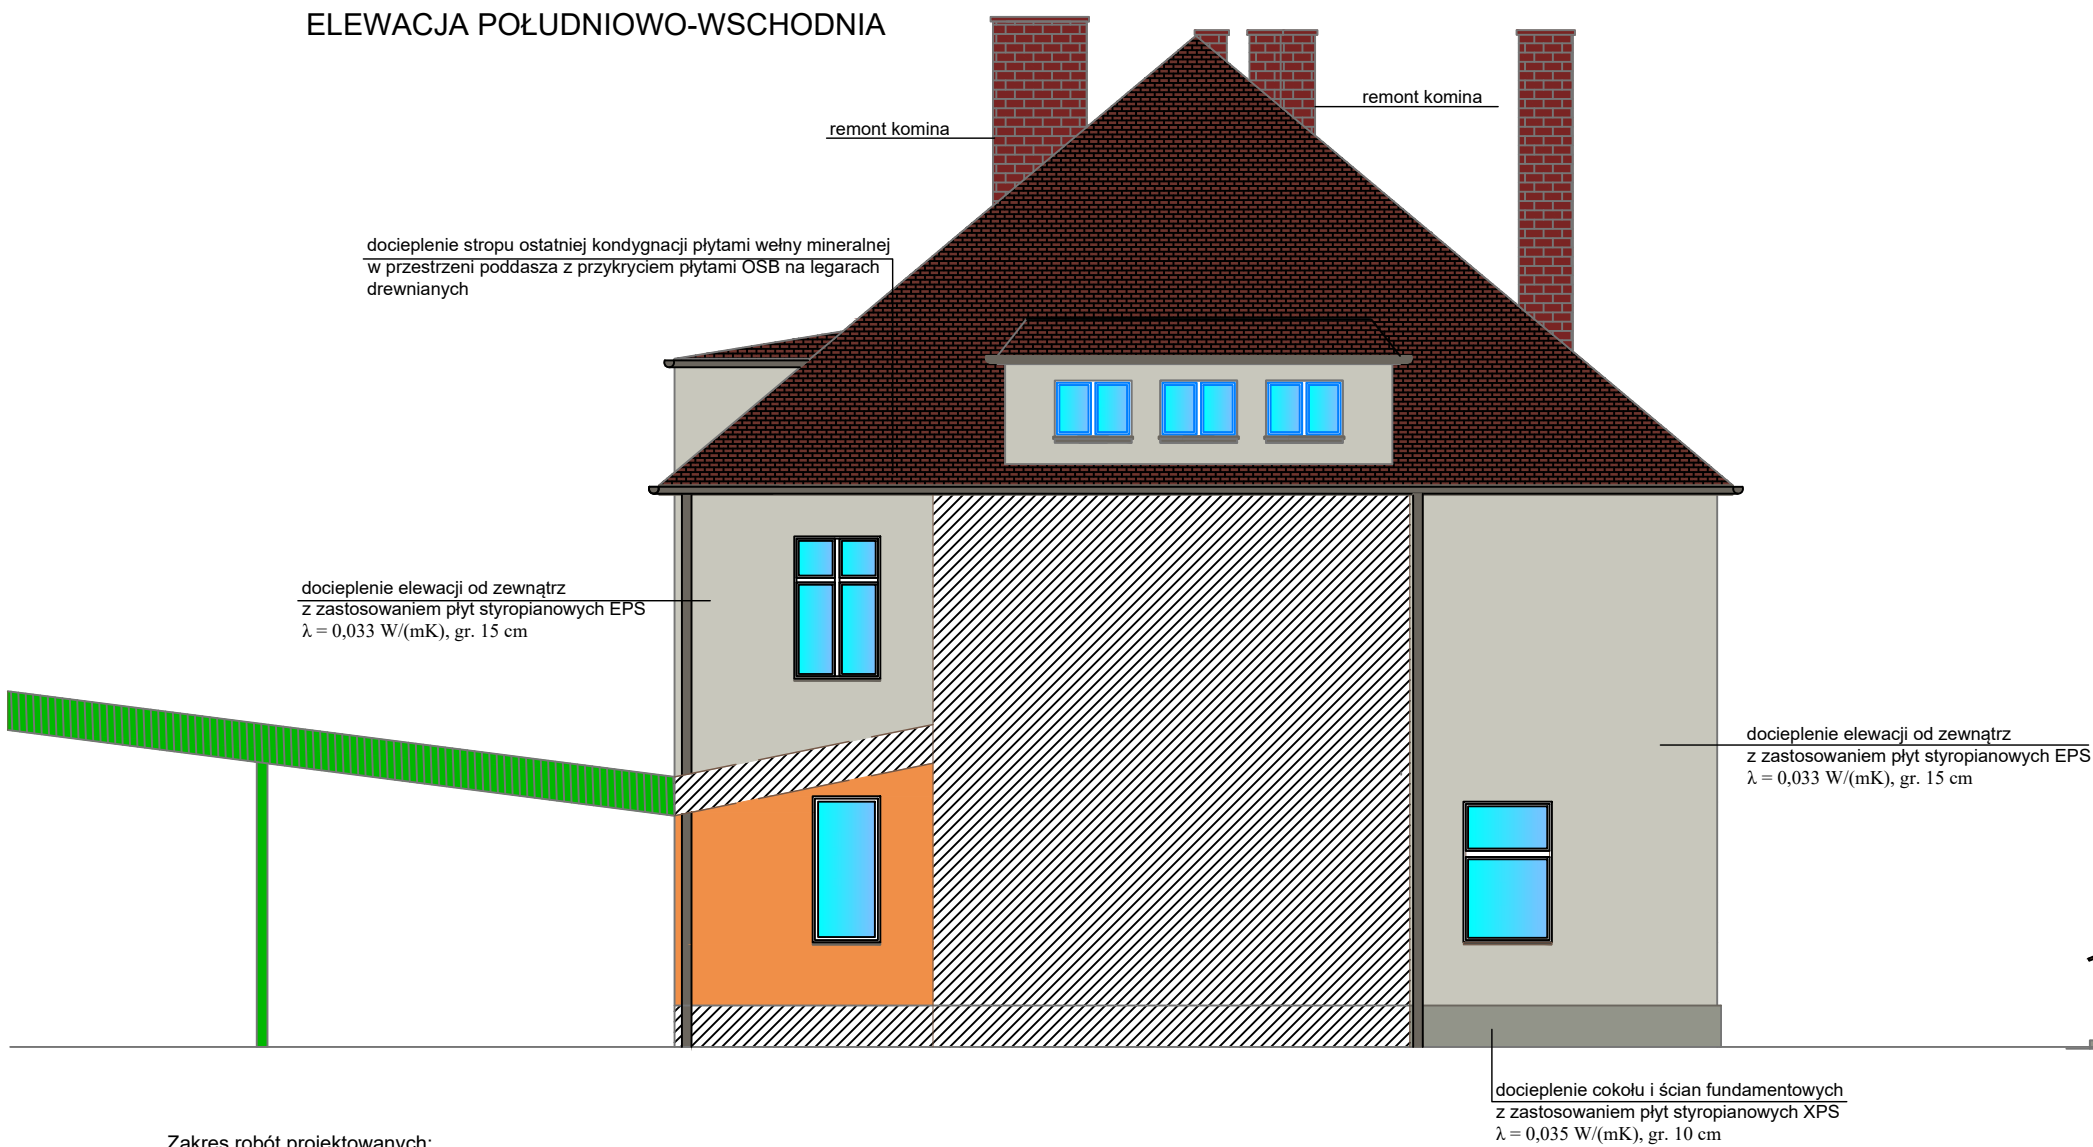 ELEWACJA POŁUDNIOWO-WSCHODNIA
remont komina
remont komina
docieplenie stropu ostatniej kondygnacji płytami wełny mineralnej
w przestrzeni poddasza z przykryciem płytami OSB na legarach
drewnianych
docieplenie elewacji od zewnątrz
z zastosowaniem płyt styropianowych EPS
λ = 0,033 W/(mK), gr. 15 cm
docieplenie elewacji od zewnątrz
z zastosowaniem płyt styropianowych EPS
λ = 0,033 W/(mK), gr. 15 cm
docieplenie cokołu i ścian fundamentowych
z zastosowaniem płyt styropianowych XPS
λ = 0,035 W/(mK), gr. 10 cm
Zakres robót projektowanych: